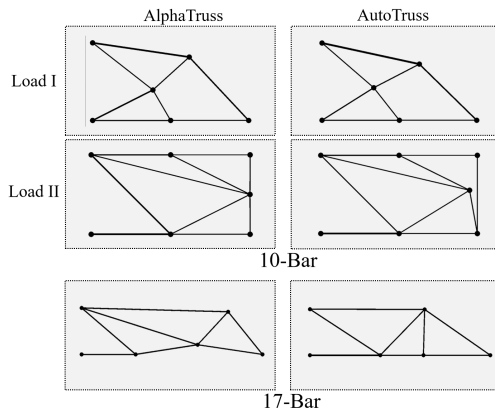 AlphaTruss AutoTruss
Load I
Load II
10-Bar
17-Bar